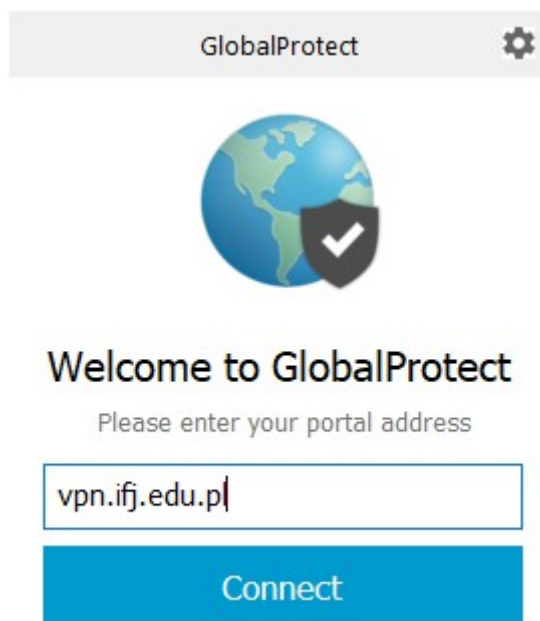 GlobalProtect
Welcome to GlobalProtect
Please enter your portal address
vpn.ifj.edu.pl
Connect